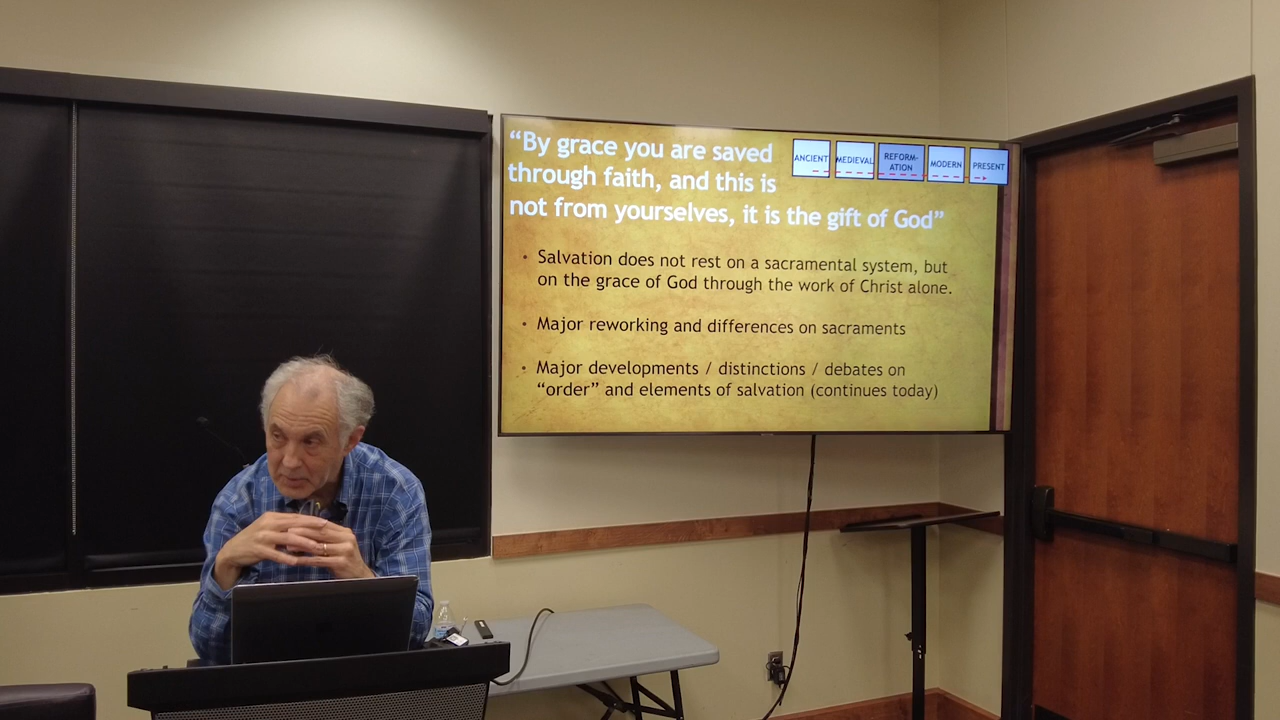 “By grace you are saved
through faith, and this is
not from yourselves, it is the gift of God”
ANCIENT
MEDIEVAL
REFORM-
ATION
MODERN
PRESENT
• Salvation does not rest on a sacramental system, but
on the grace of God through the work of Christ alone.
• Major reworking and differences on sacraments
• Major developments / distinctions / debates on
“order” and elements of salvation (continues today)